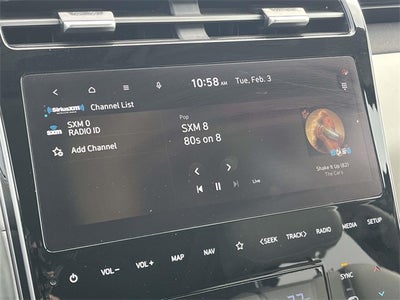 10:58 AM Tue. Feb. 3
SiriusXM
Channel List
SXM 0
RADIO ID
Add Channel
Pop
SXM 8
80s on 8
Live
Shake It Up (82)
The Cars
VOL− VOL+ MAP NAV <SEEK TRACK> RADIO MEDIA SETUP
SYNC